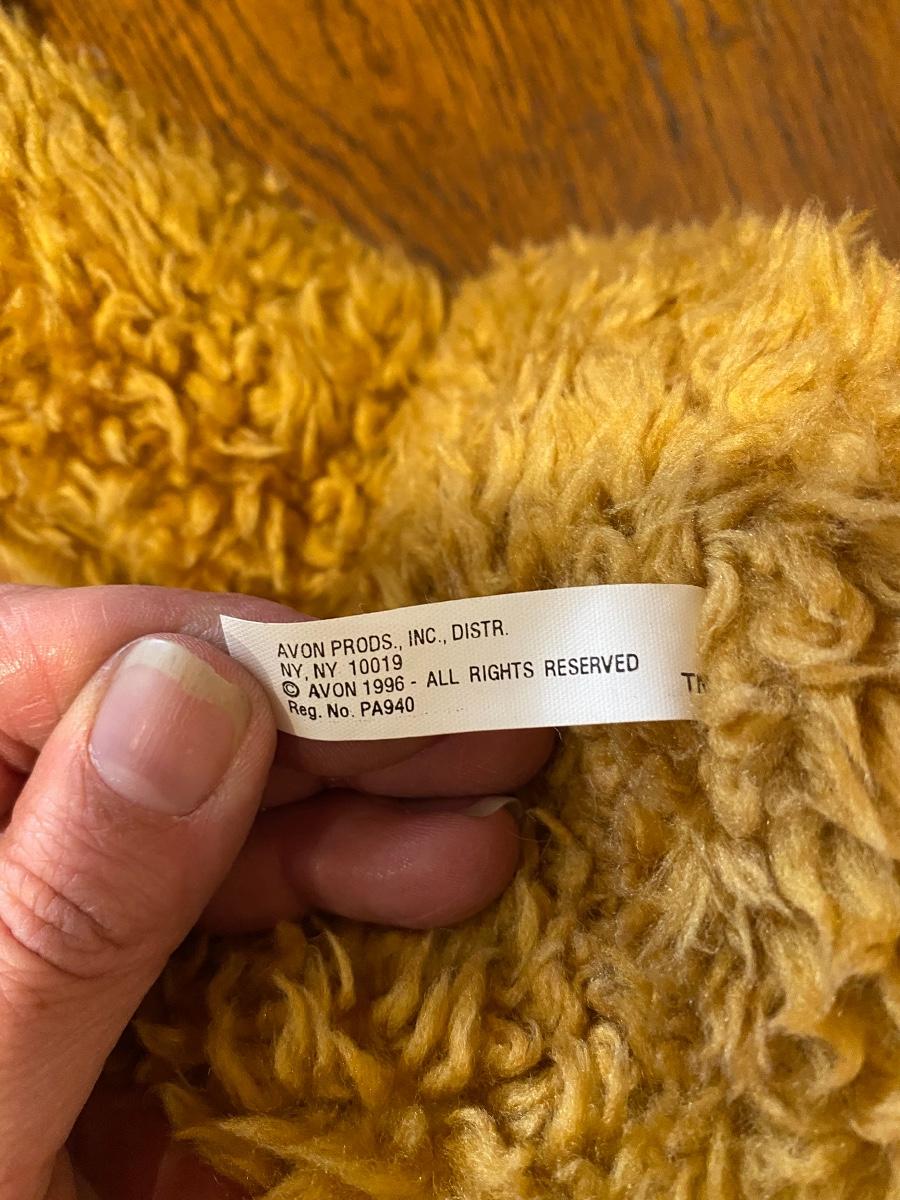 AVON PRODS., INC., DISTR.
NY, NY 10019
© AVON 1996 - ALL RIGHTS RESERVED
Reg. No. PA940